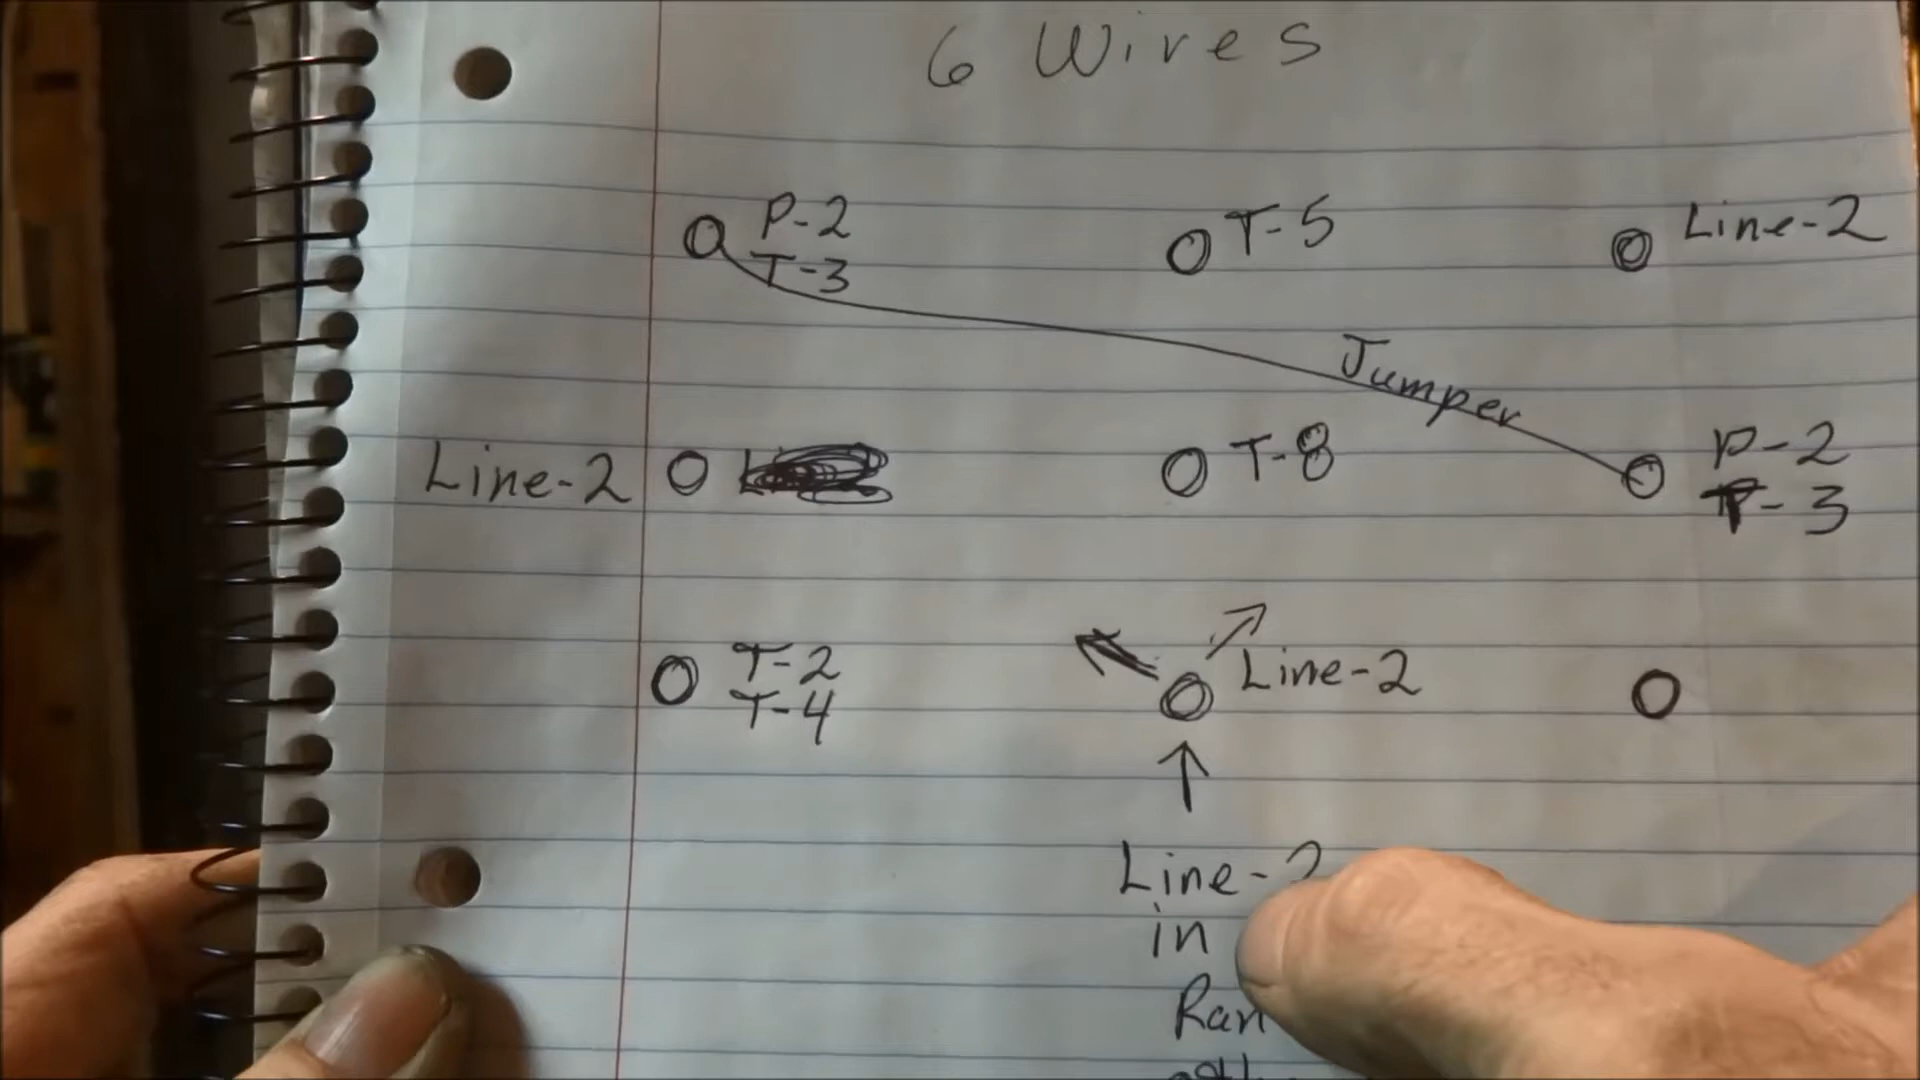 6 Wires
P-2 T-5 Line-2
T-3
Jumper
Line-2 T-8 P-2
T-3
T-2 Line-2
T-4
Line-2
in
Ran